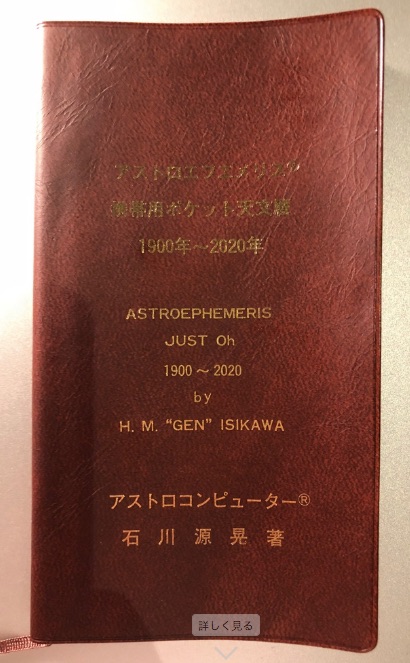 アストロエフェメリス®
携帯用ポケット天文暦
1900年～2020年
ASTROEPHEMERIS
JUST Oh
1900～2020
by
H. M. “GEN” ISIKAWA
アストロコンピューター®
石川源晃著
詳しく見る